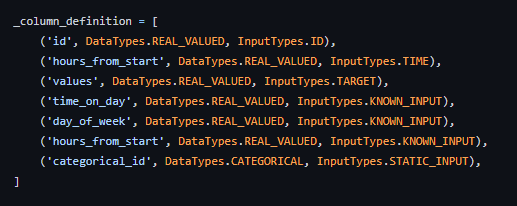 _column_definition = [
    ('id', DataTypes.REAL_VALUED, InputTypes.ID),
    ('hours_from_start', DataTypes.REAL_VALUED, InputTypes.TIME),
    ('values', DataTypes.REAL_VALUED, InputTypes.TARGET),
    ('time_on_day', DataTypes.REAL_VALUED, InputTypes.KNOWN_INPUT),
    ('day_of_week', DataTypes.REAL_VALUED, InputTypes.KNOWN_INPUT),
    ('hours_from_start', DataTypes.REAL_VALUED, InputTypes.KNOWN_INPUT),
    ('categorical_id', DataTypes.CATEGORICAL, InputTypes.STATIC_INPUT),
]